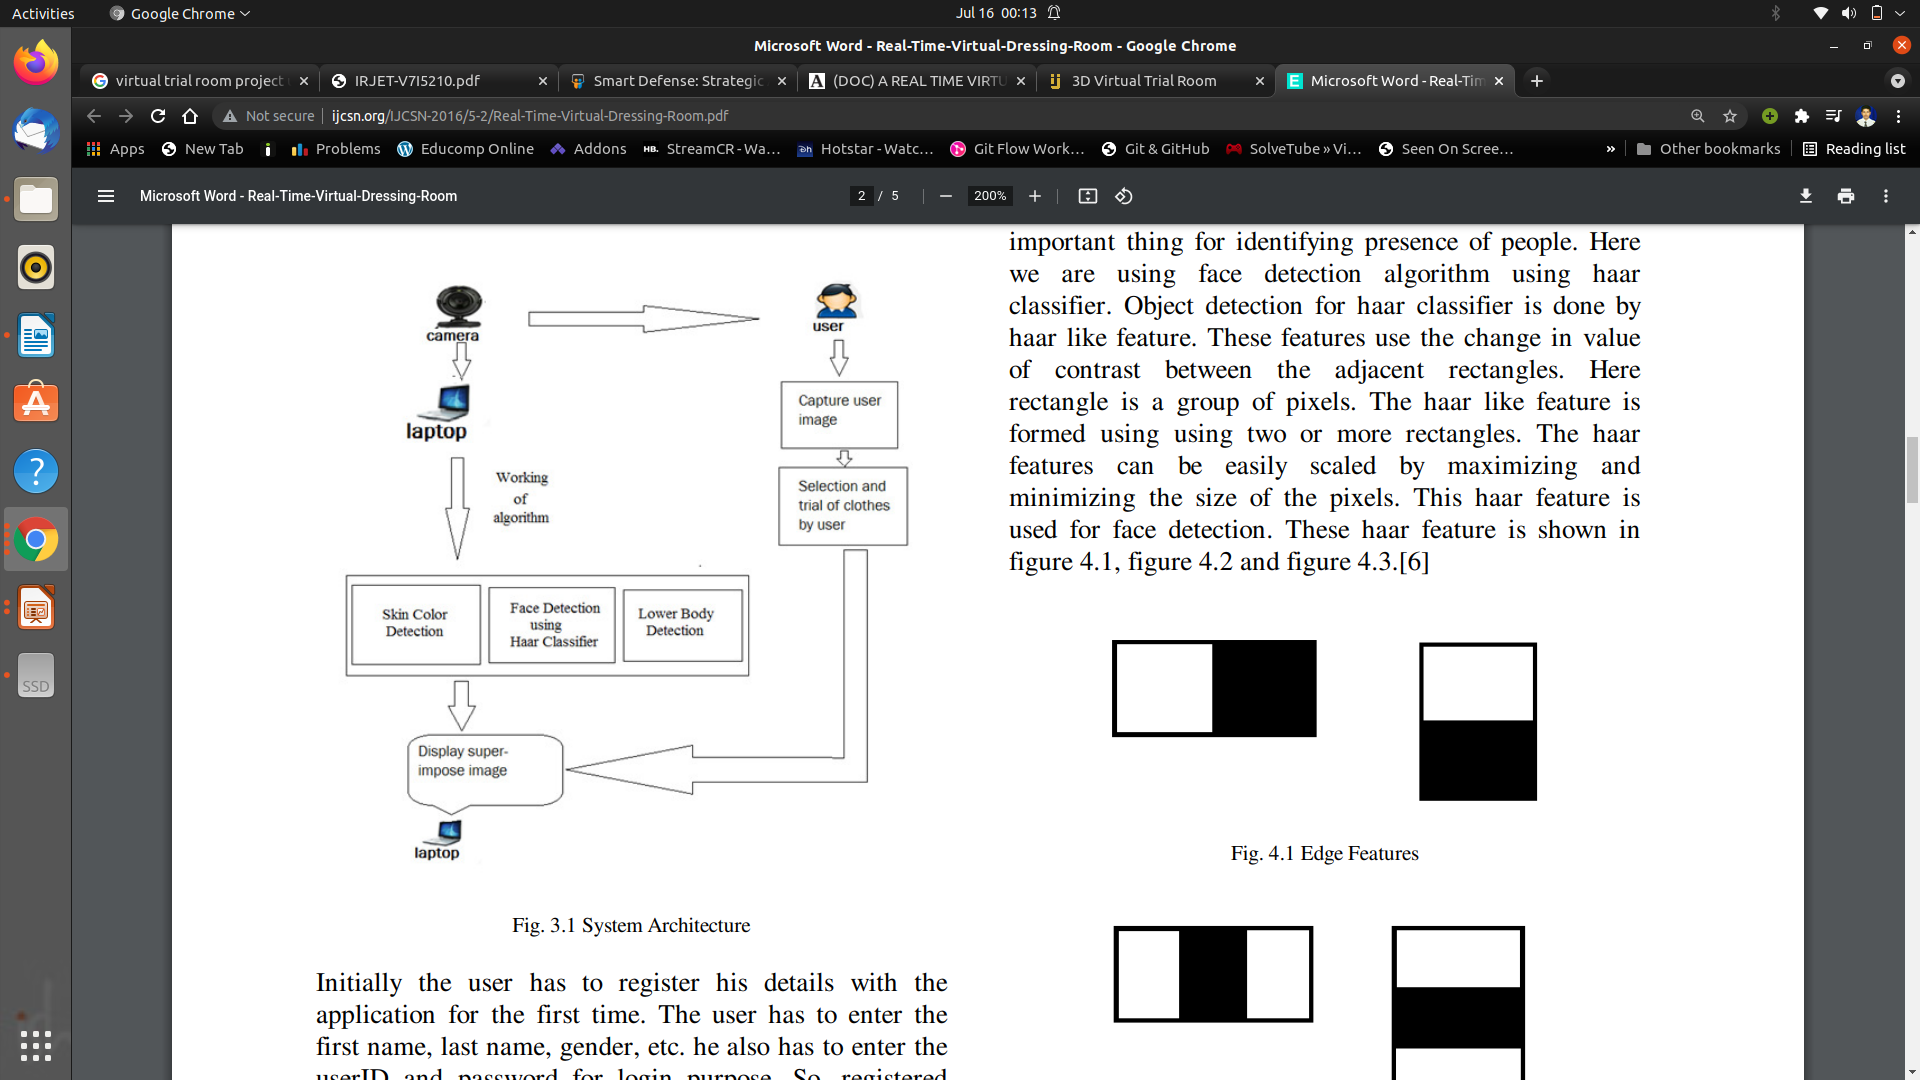 Activities
Google Chrome
Jul 16 00:13
Microsoft Word - Real-Time-Virtual-Dressing-Room - Google Chrome
virtual trial room project
IRJET-V7I5210.pdf
Smart Defense: Strategic
(DOC) A REAL TIME VIRTU
3D Virtual Trial Room
Microsoft Word - Real-Tim
Not secure
ijcsn.org/IJCSN-2016/5-2/Real-Time-Virtual-Dressing-Room.pdf
Apps
New Tab
Problems
Educomp Online
Addons
HB.
StreamCR - Wa...
Hotstar - Watc...
Git Flow Work...
Git & GitHub
SolveTube » Vi...
Seen On Scree...
»
Other bookmarks
Reading list
Microsoft Word - Real-Time-Virtual-Dressing-Room
2 / 5
200%
SSD
camera
user
laptop
Capture user
image
Working
of
algorithm
Selection and
trial of clothes
by user
Skin Color
Detection
Face Detection
using
Haar Classifier
Lower Body
Detection
Display super-
impose image
laptop
Fig. 3.1 System Architecture
Initially the user has to register his details with the
application for the first time. The user has to enter the
first name, last name, gender, etc. he also has to enter the
userID and password for login purpose. So, registered
important thing for identifying presence of people. Here
we are using face detection algorithm using haar
classifier. Object detection for haar classifier is done by
haar like feature. These features use the change in value
of contrast between the adjacent rectangles. Here
rectangle is a group of pixels. The haar like feature is
formed using using two or more rectangles. The haar
features can be easily scaled by maximizing and
minimizing the size of the pixels. This haar feature is
used for face detection. These haar feature is shown in
figure 4.1, figure 4.2 and figure 4.3.[6]
Fig. 4.1 Edge Features